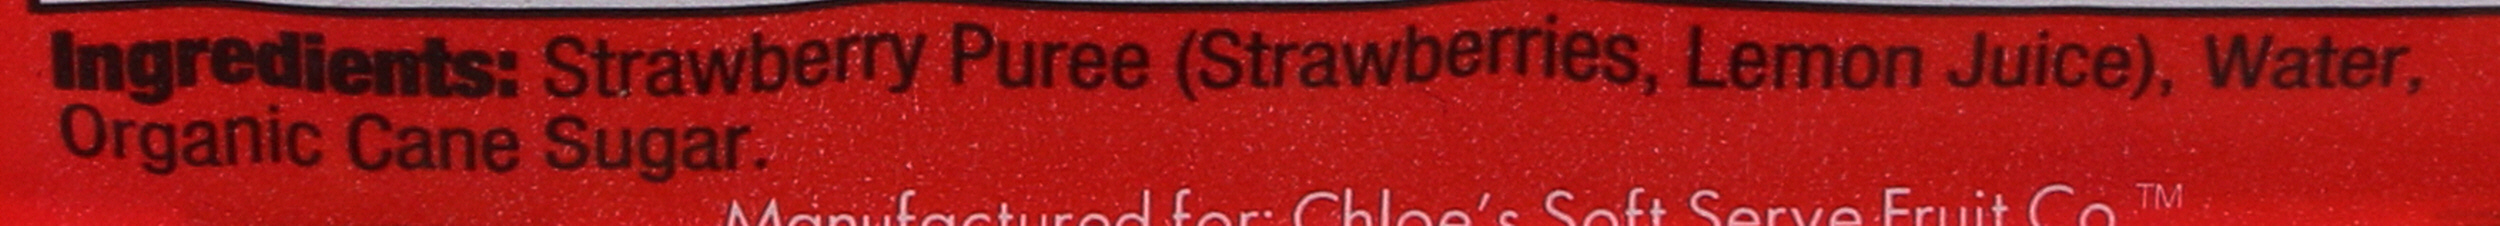 Ingredients: Strawberry Puree (Strawberries, Lemon Juice), Water,
Organic Cane Sugar.
Manufactured for: Chloe's Soft Serve Fruit Co.™